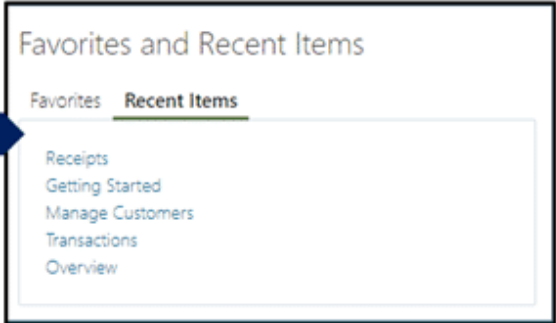 Favorites and Recent Items
Favorites Recent Items
Receipts
Getting Started
Manage Customers
Transactions
Overview